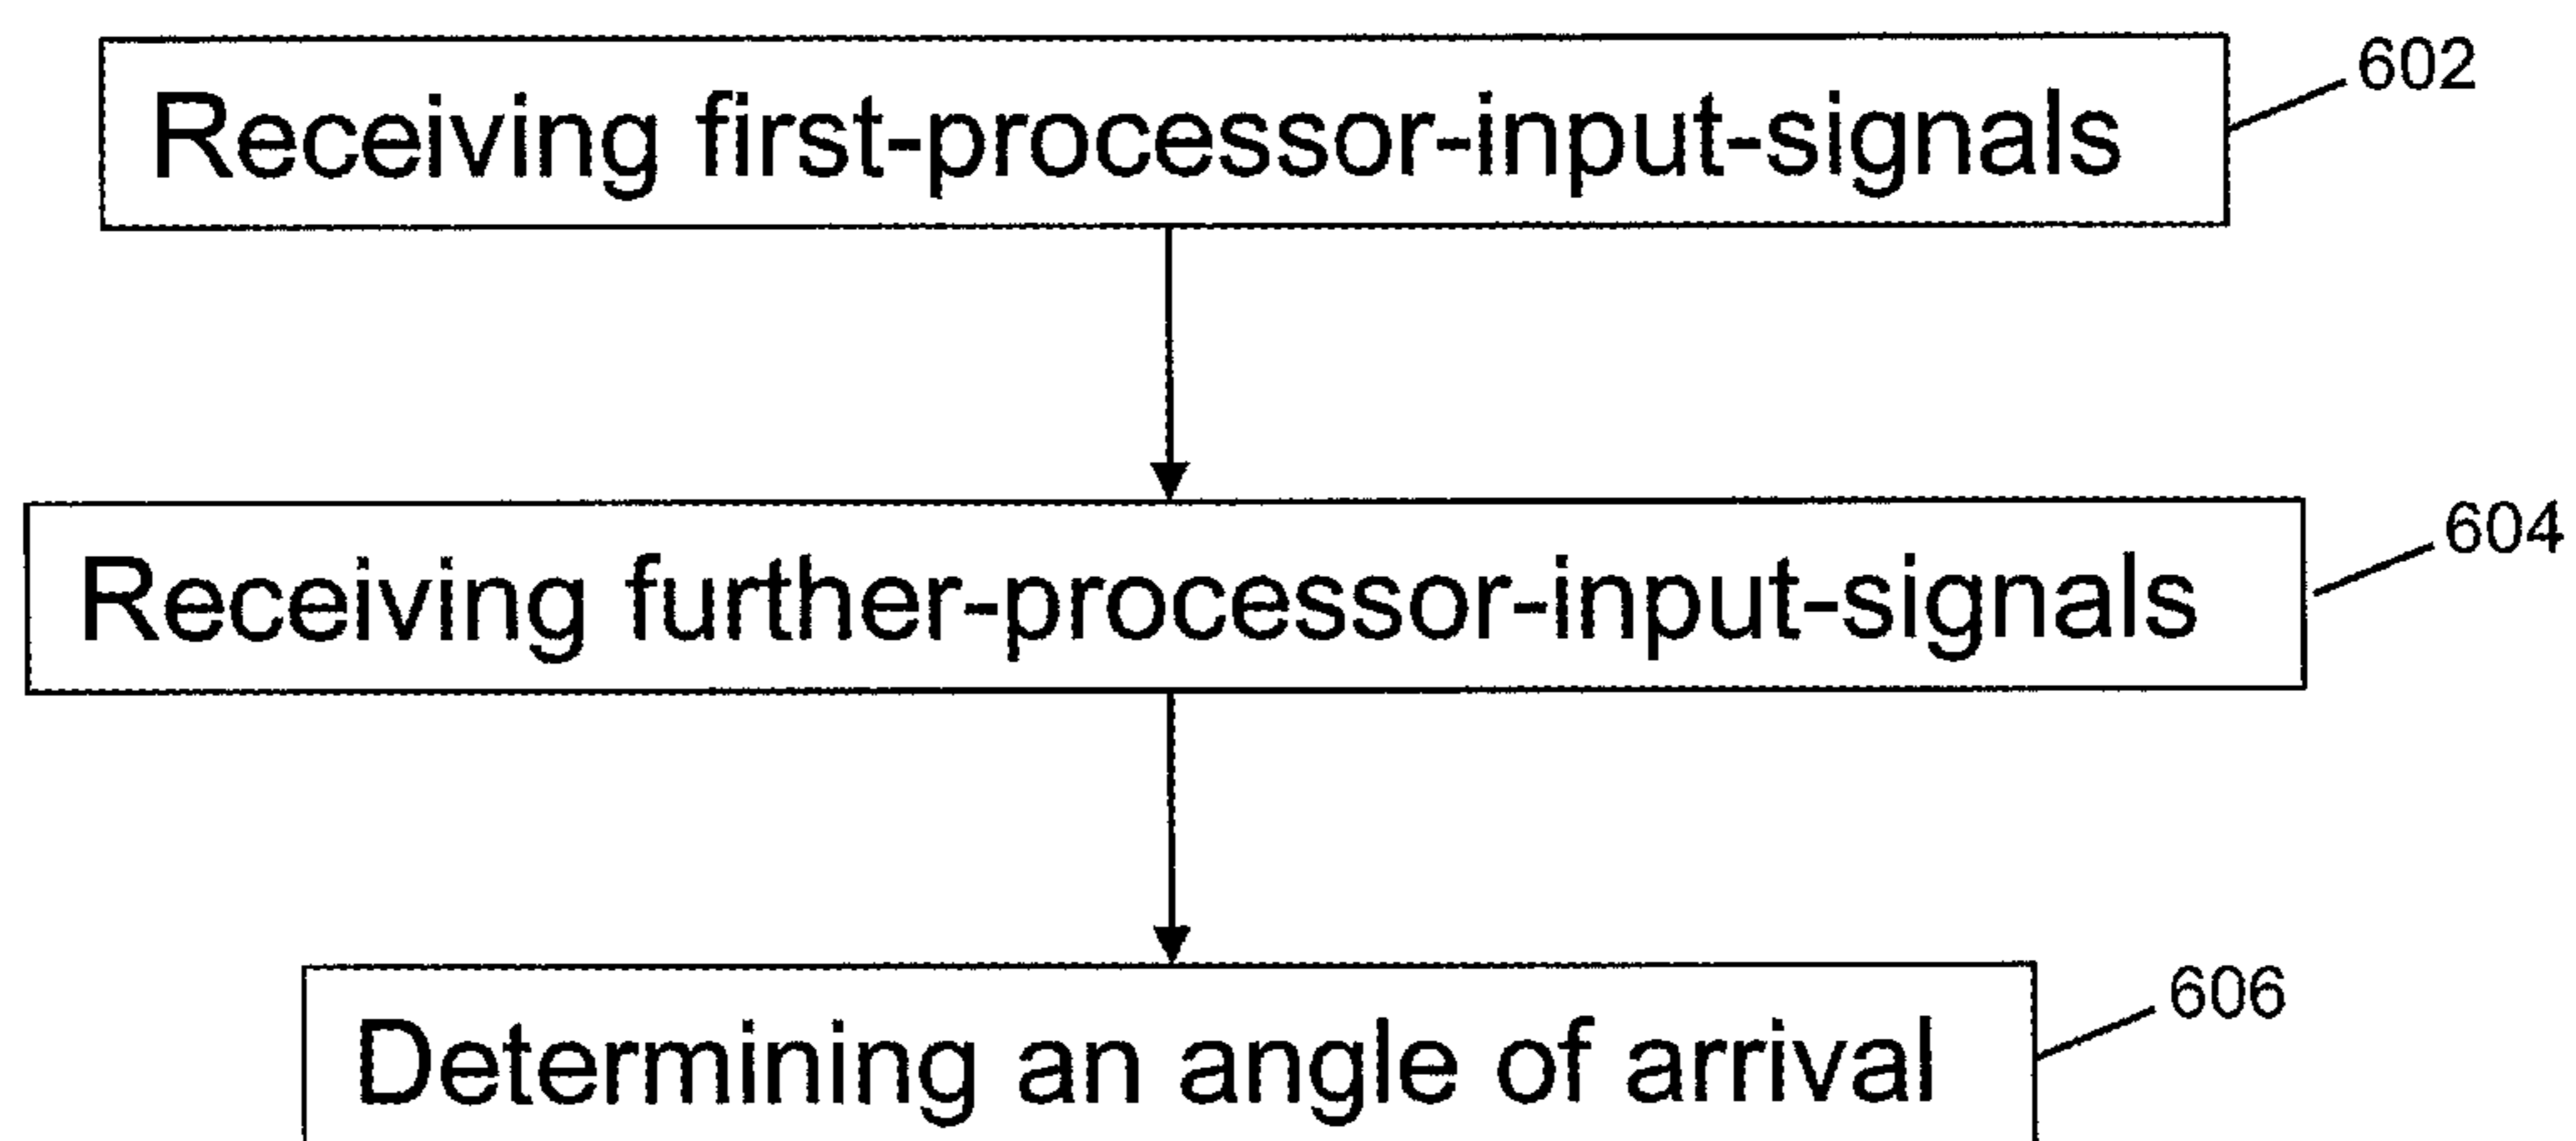 Receiving first-processor-input-signals
602
Receiving further-processor-input-signals
604
Determining an angle of arrival
606